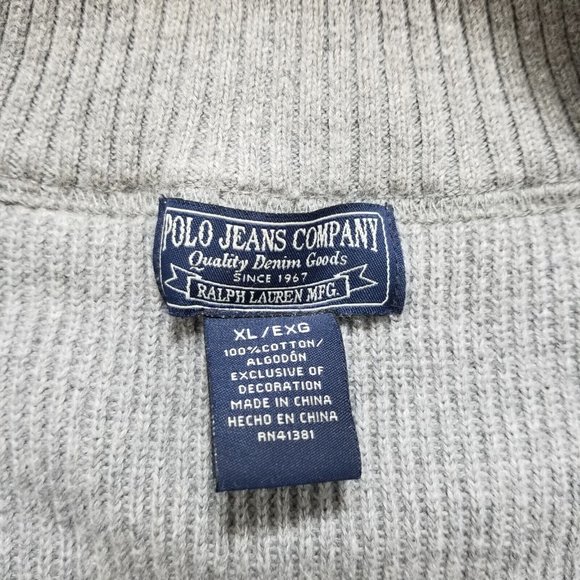 POLO JEANS COMPANY
Quality Denim Goods
SINCE 1967
RALPH LAUREN MFG.
XL/EXG
100%COTTON/
ALGODÓN
EXCLUSIVE OF
DECORATION
MADE IN CHINA
HECHO EN CHINA
RN41381